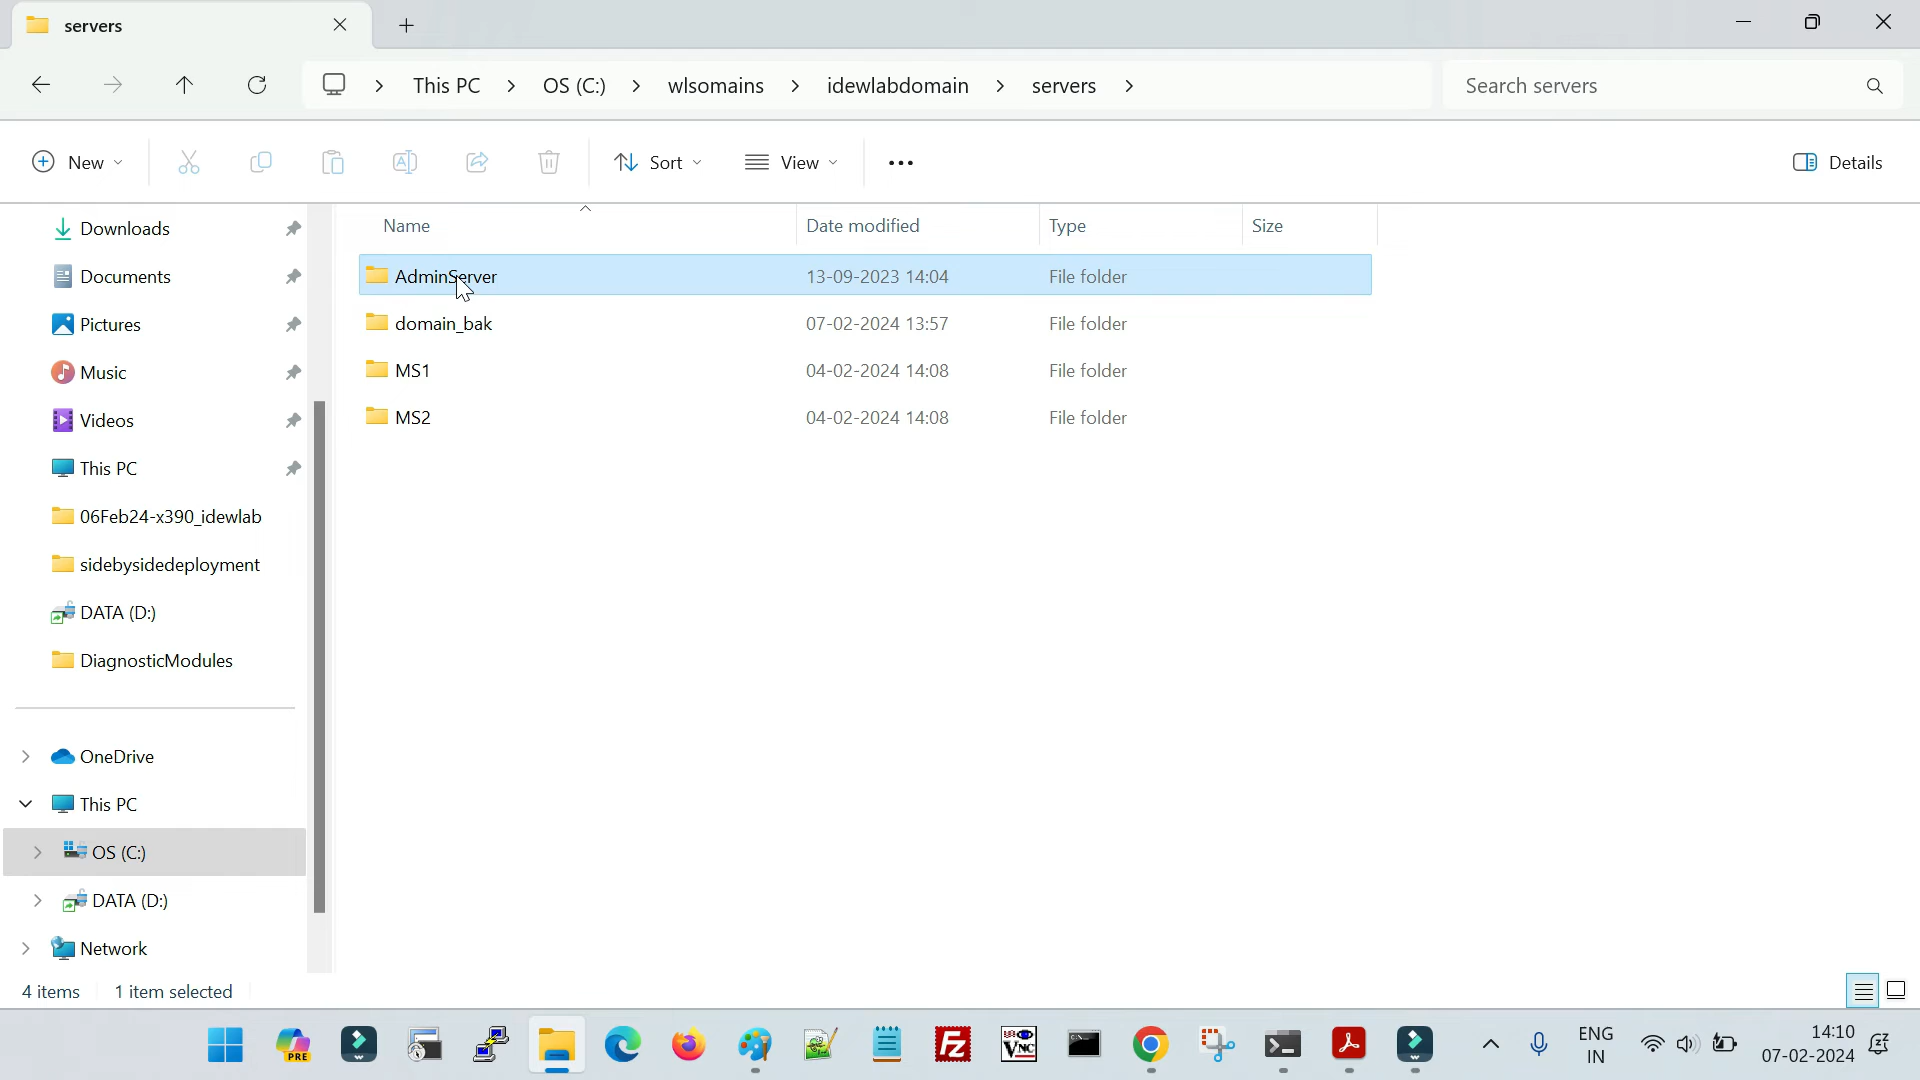 servers
This PC > OS (C:) > wlsomains > idewlabdomain > servers >
Search servers
New
Sort
View
Details
Name Date modified Type Size
AdminServer 13-09-2023 14:04 File folder
domain_bak 07-02-2024 13:57 File folder
MS1 04-02-2024 14:08 File folder
MS2 04-02-2024 14:08 File folder
Downloads
Documents
Pictures
Music
Videos
This PC
06Feb24-x390_idewlab
sidebysidedeployment
DATA (D:)
DiagnosticModules
OneDrive
This PC
OS (C:)
DATA (D:)
Network
4 items 1 item selected
PRE
Fz
VNC
ENG
IN
14:10
07-02-2024